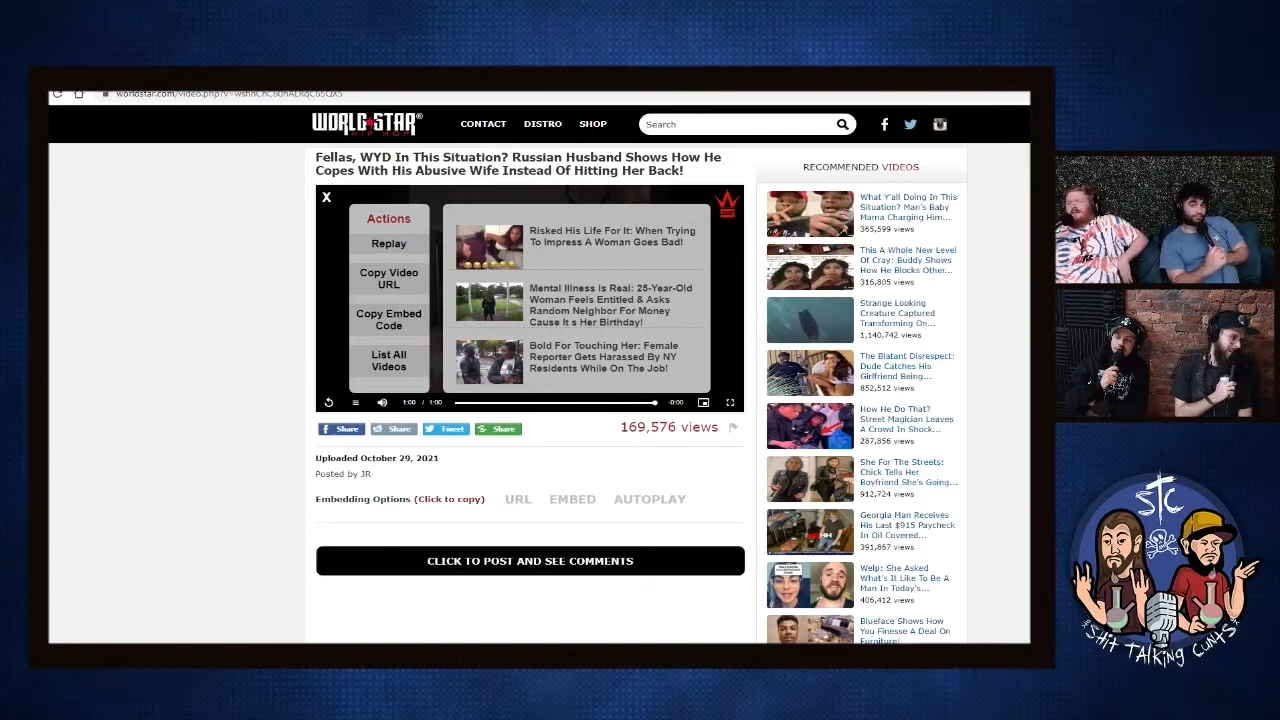 WORLD STAR®
HIP HOP
CONTACT
DISTRO
SHOP
Search
Fellas, WYD In This Situation? Russian Husband Shows How He
Copes With His Abusive Wife Instead Of Hitting Her Back!
X
Actions
Replay
Copy Video
URL
Copy Embed
Code
List All
Videos
Risked His Life For It: When Trying
To Impress A Woman Goes Bad!
Mental Illness Is Real: 25-Year-Old
Woman Feels Entitled & Asks
Random Neighbor For Money
Cause It s Her Birthday!
Bold For Touching Her: Female
Reporter Gets Harassed By NY
Residents While On The Job!
1:00 / 1:00
-0:00
Share
Share
Tweet
Share
169,576 views
Uploaded October 29, 2021
Posted by JR
Embedding Options (Click to copy)
URL
EMBED
AUTOPLAY
CLICK TO POST AND SEE COMMENTS
RECOMMENDED VIDEOS
What Y'all Doing In This
Situation? Man's Baby
Mama Charging Him...
365,599 views
This A Whole New Level
Of Cray: Buddy Shows
How He Blocks Other...
316,805 views
Strange Looking
Creature Captured
Transforming On...
1,140,742 views
The Blatant Disrespect:
Dude Catches His
Girlfriend Being...
852,512 views
How He Do That?
Street Magician Leaves
A Crowd In Shock...
287,856 views
She For The Streets:
Chick Tells Her
Boyfriend She's Going...
912,724 views
Georgia Man Receives
His Last $915 Paycheck
In Oil Covered...
391,867 views
Welp: She Asked
What's It Like To Be A
Man In Today's...
406,412 views
Blueface Shows How
You Finesse A Deal On
Furniture!
STC
SHIT TALKING CUNTS